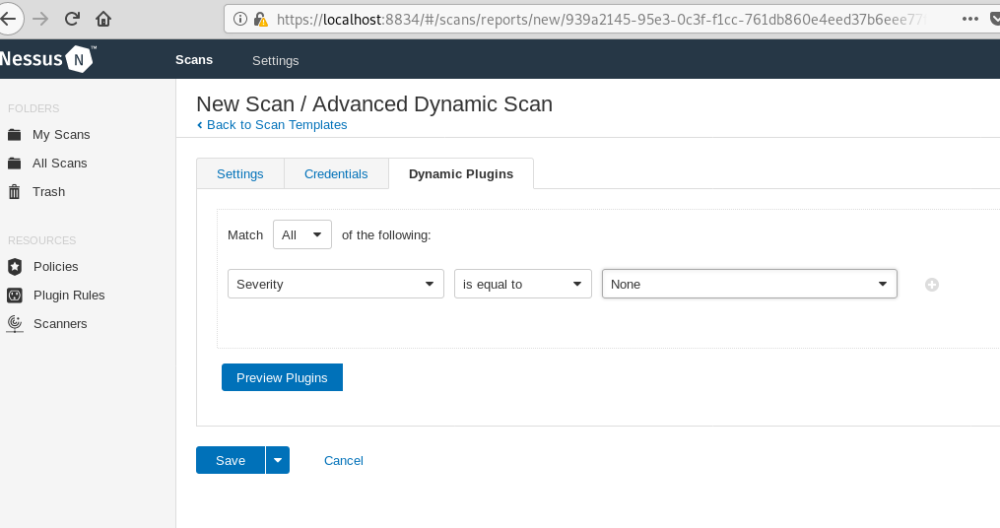 https://localhost:8834/#/scans/reports/new/939a2145-95e3-0c3f-f1cc-761db860e4eed37b6eee77
Nessus N ™
Scans
Settings
FOLDERS
My Scans
All Scans
Trash
RESOURCES
Policies
Plugin Rules
Scanners
New Scan / Advanced Dynamic Scan
Back to Scan Templates
Settings
Credentials
Dynamic Plugins
Match All of the following:
Severity
is equal to
None
Preview Plugins
Save
Cancel